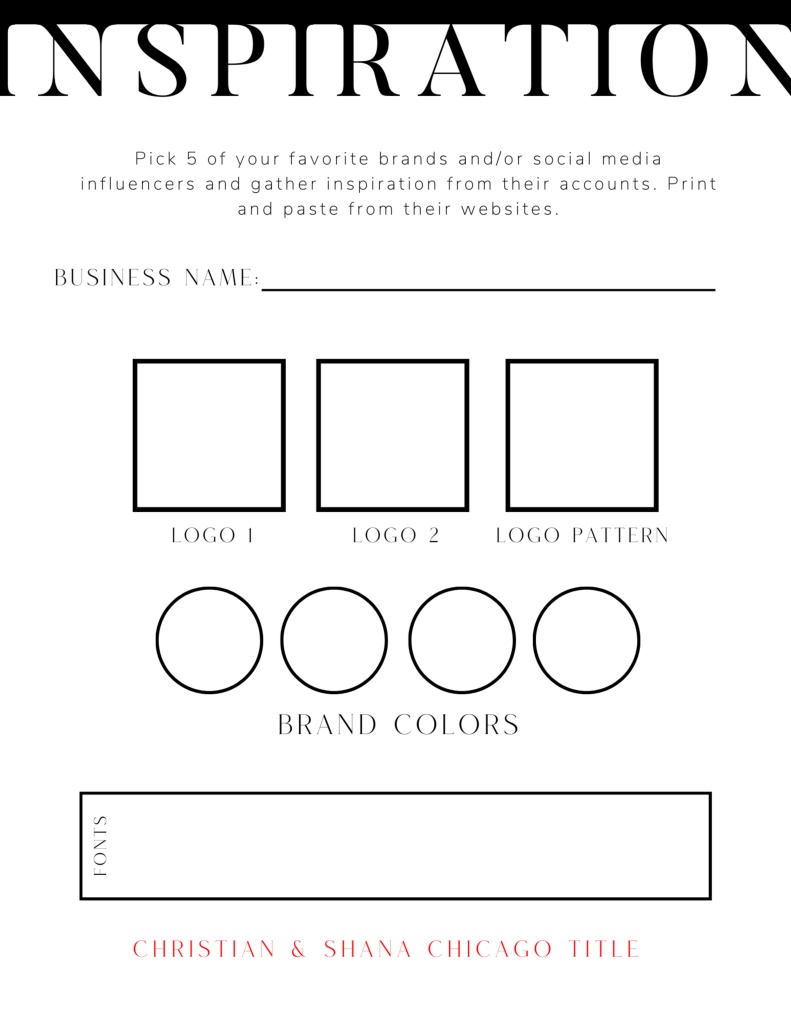 INSPIRATION
Pick 5 of your favorite brands and/or social media
influencers and gather inspiration from their accounts. Print
and paste from their websites.
BUSINESS NAME:
LOGO 1
LOGO 2
LOGO PATTERN
BRAND COLORS
FONTS
CHRISTIAN & SHANA CHICAGO TITLE